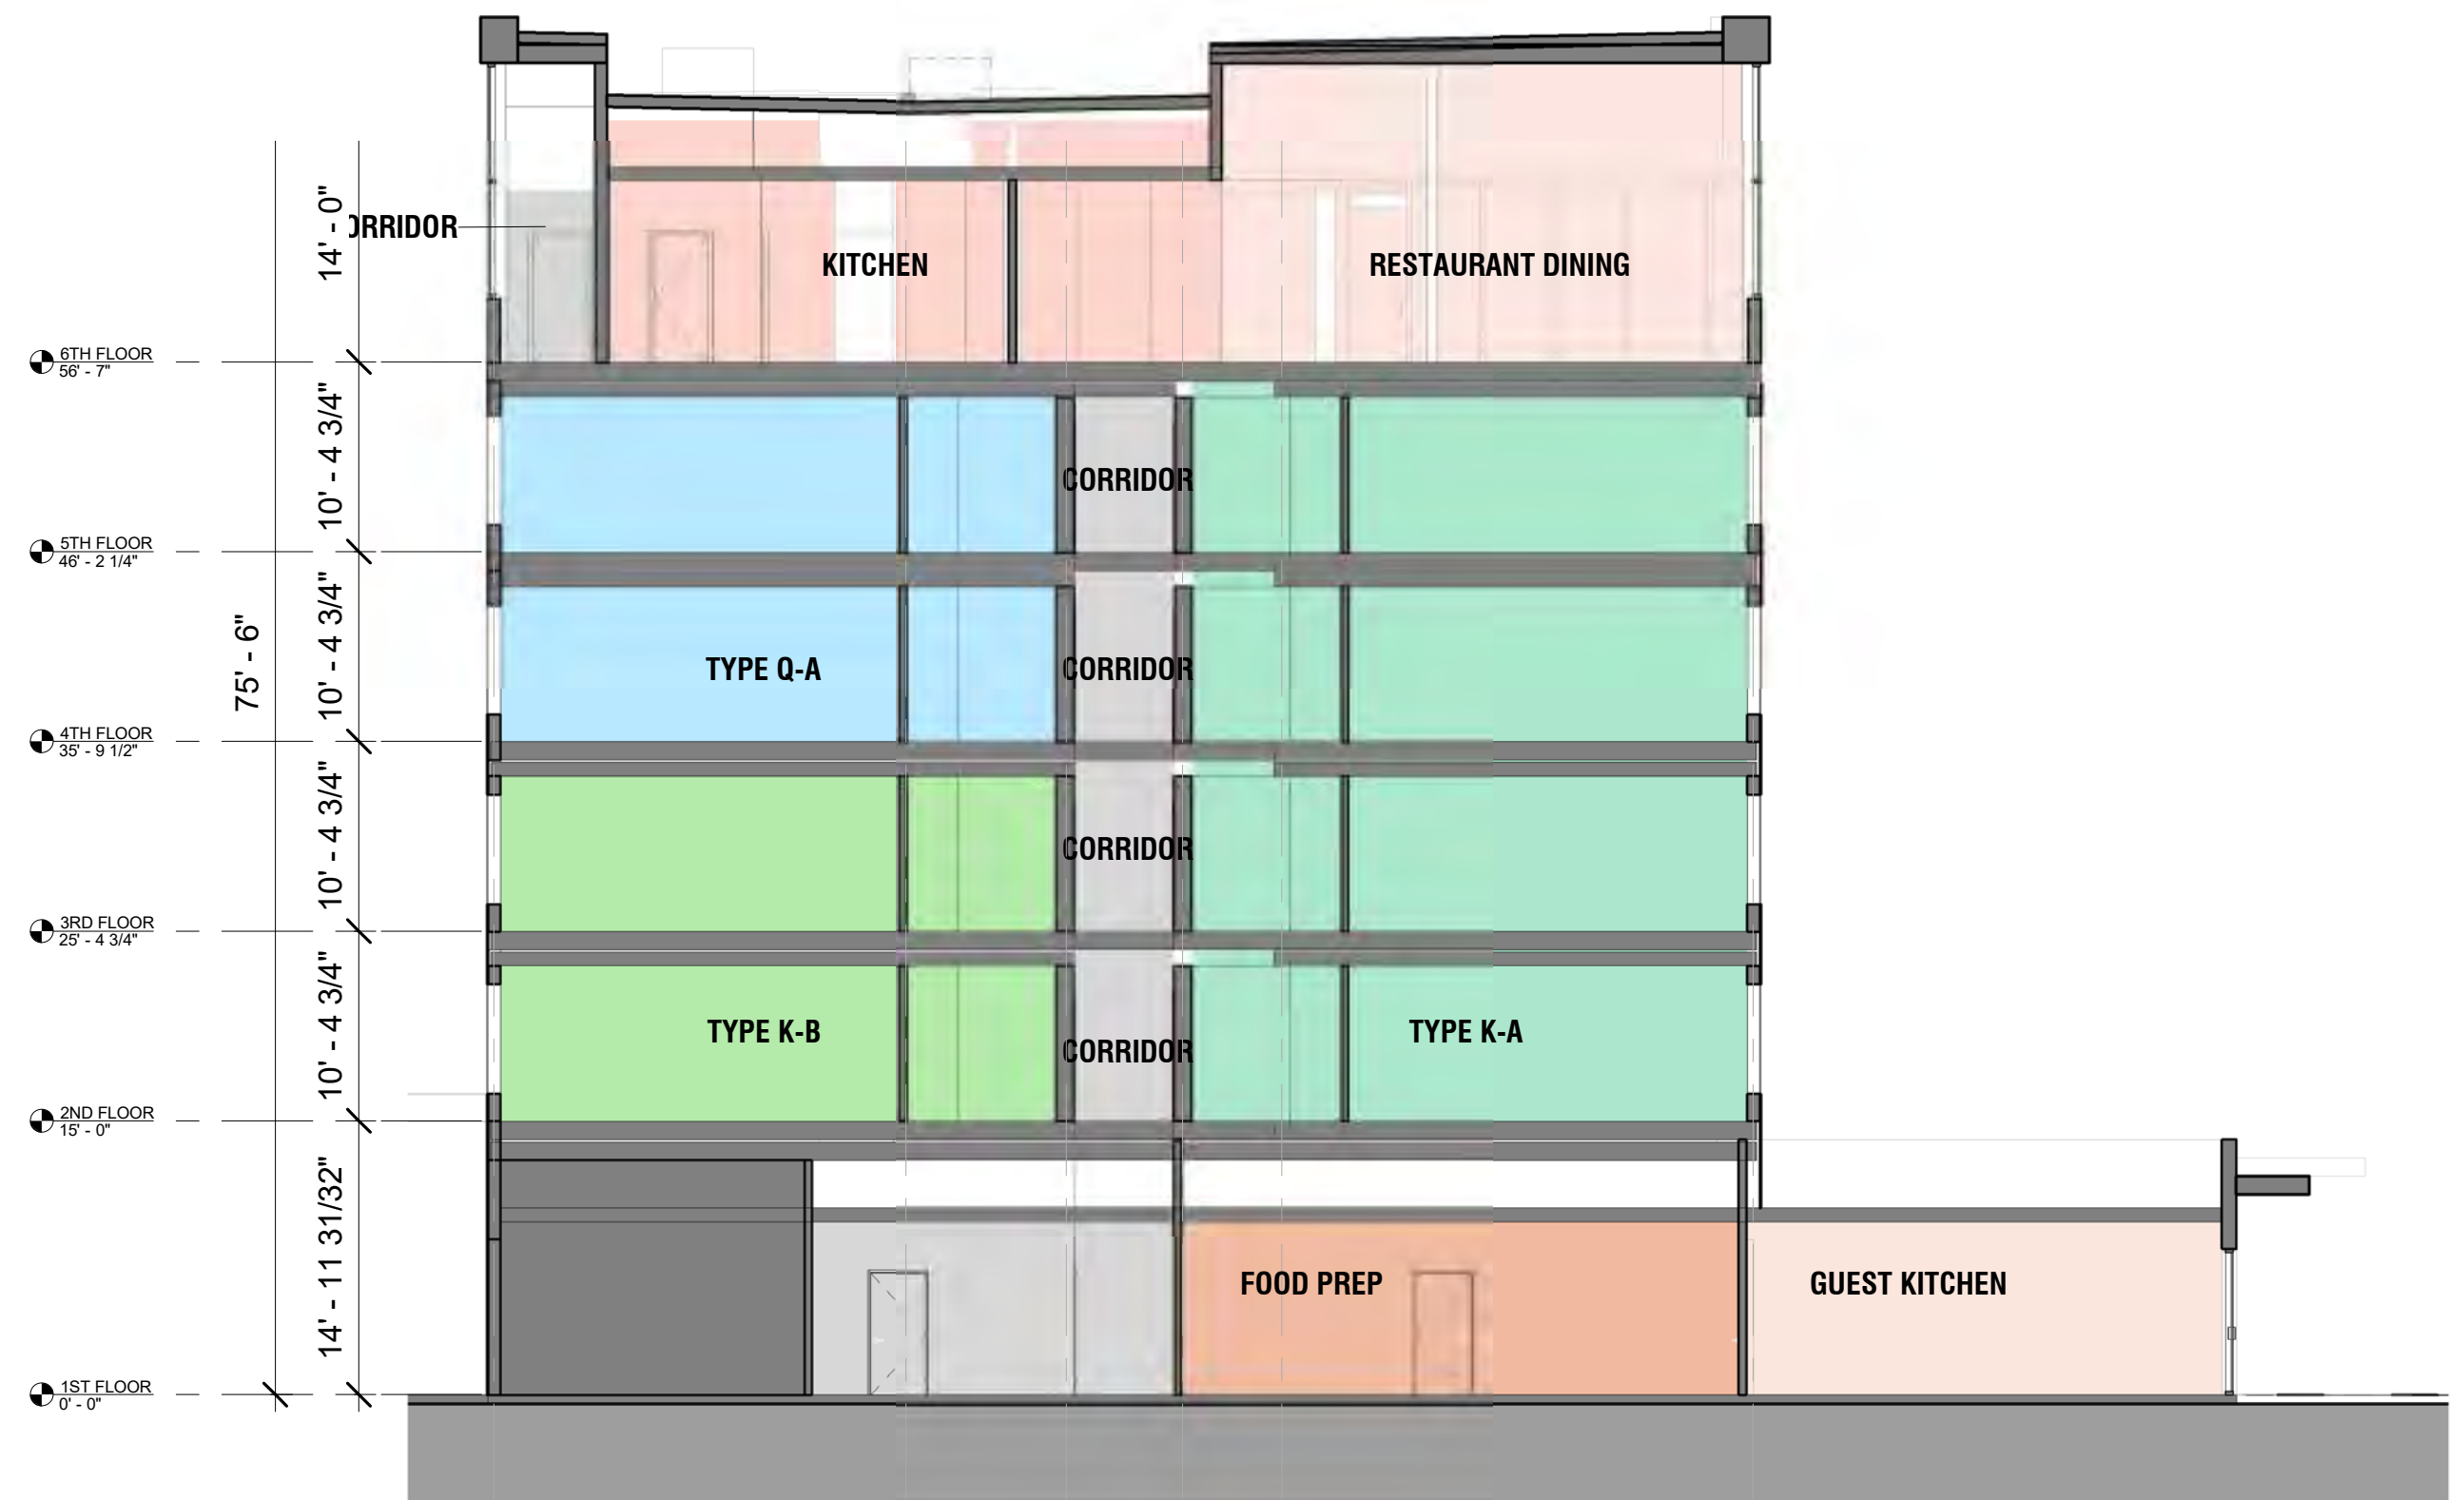 14' - 0"
ORRIDOR
KITCHEN
RESTAURANT DINING
6TH FLOOR
56' - 7"
10' - 4 3/4"
CORRIDOR
5TH FLOOR
46' - 2 1/4"
75' - 6"
10' - 4 3/4"
TYPE Q-A
CORRIDOR
4TH FLOOR
35' - 9 1/2"
10' - 4 3/4"
CORRIDOR
3RD FLOOR
25' - 4 3/4"
10' - 4 3/4"
TYPE K-B
CORRIDOR
TYPE K-A
2ND FLOOR
15' - 0"
14' - 11 31/32"
FOOD PREP
GUEST KITCHEN
1ST FLOOR
0' - 0"